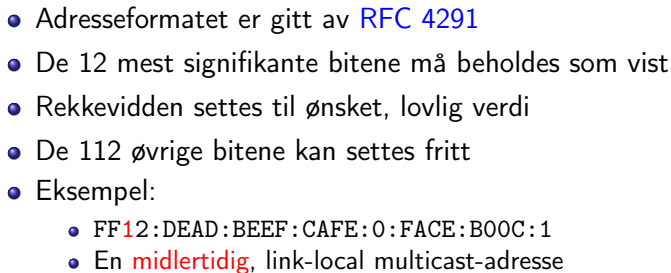 Adresseformatet er gitt av RFC 4291
De 12 mest signifikante bitene må beholdes som vist
Rekkevidden settes til ønsket, lovlig verdi
De 112 øvrige bitene kan settes fritt
Eksempel:
FF12:DEAD:BEEF:CAFE:0:FACE:B00C:1
En midlertidig, link-local multicast-adresse